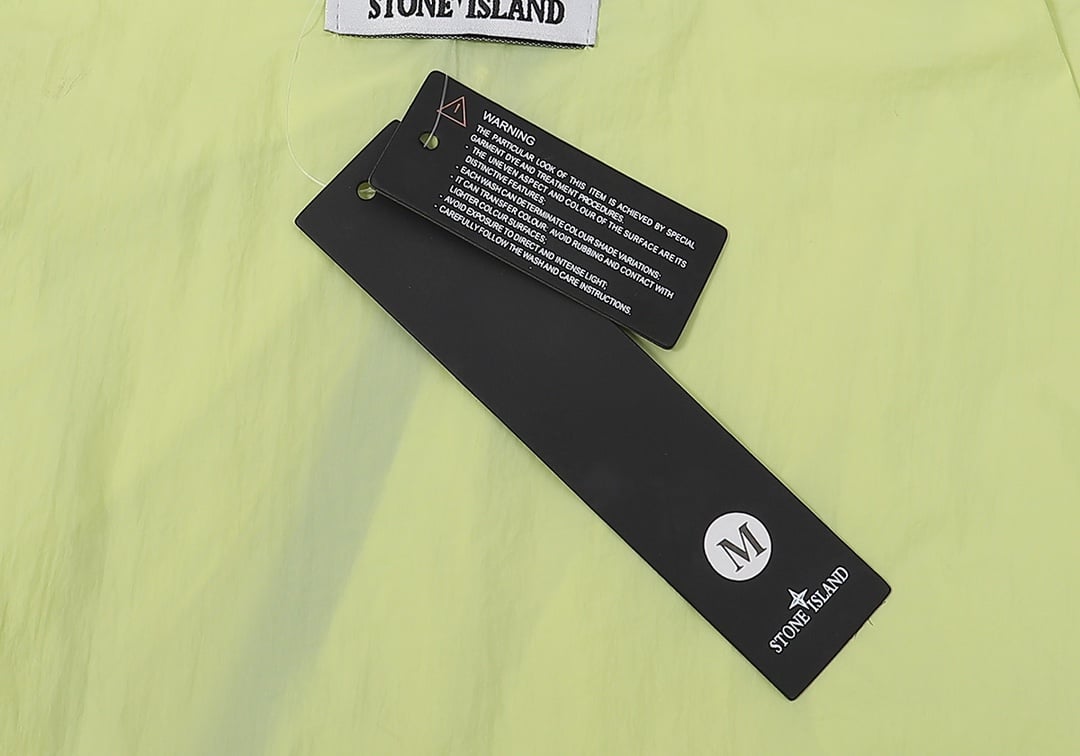 STONE ISLAND
WARNING
THE PARTICULAR LOOK OF THIS ITEM IS ACHIEVED BY SPECIAL
GARMENT DYE AND TREATMENT PROCEDURES.
- THE UNEVEN ASPECT AND COLOUR OF THE SURFACE ARE ITS
DISTINCTIVE FEATURES;
- EACH WASH CAN DETERMINATE COLOUR SHADE VARIATIONS;
- IT CAN TRANSFER COLOUR: AVOID RUBBING AND CONTACT WITH
LIGHTER COLCUR SURFACES;
- AVOID EXPOSURE TO DIRECT AND INTENSE LIGHT;
- CAREFULLY FOLLOW THE WASH AND CARE INSTRUCTIONS.
M
STONE ISLAND